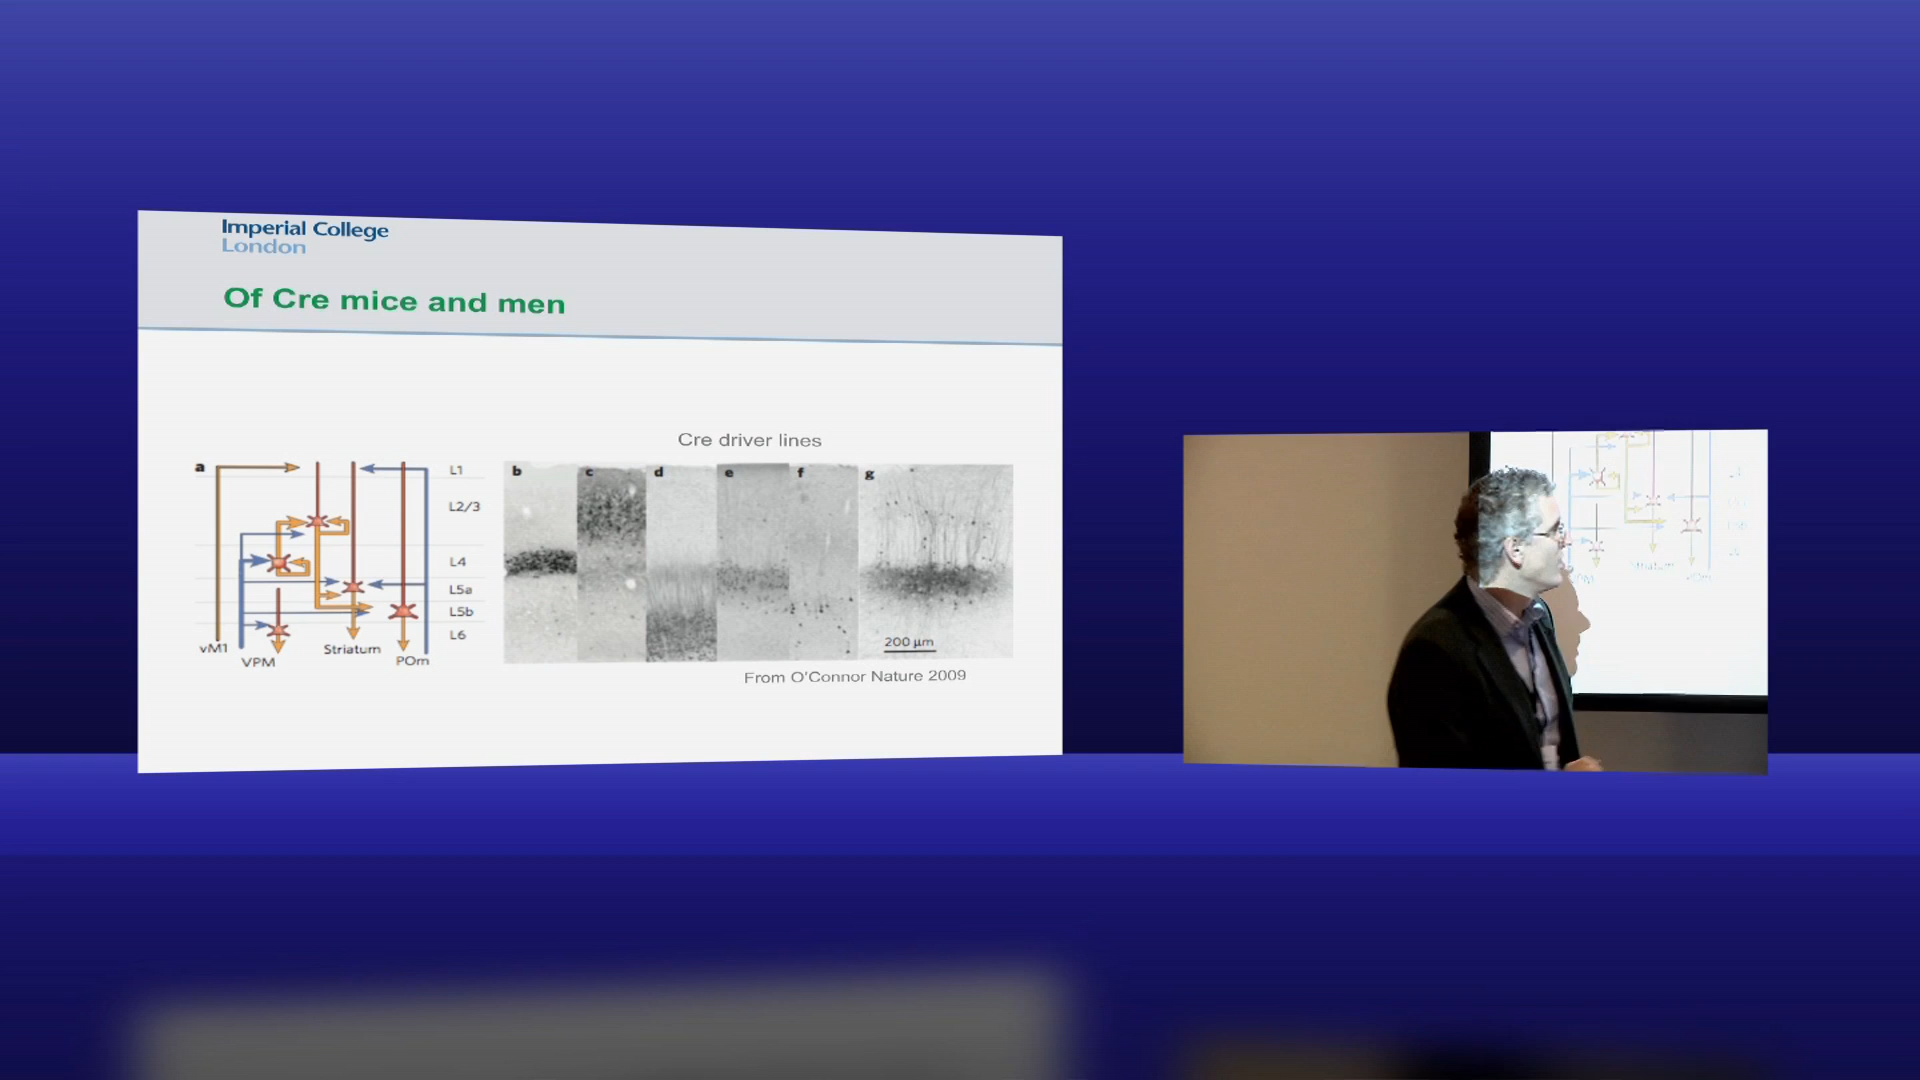 Imperial College
London
Of Cre mice and men
Cre driver lines
a
L1
L2/3
L4
L5a
L5b
L6
vM1
VPM
Striatum
POm
b
c
d
e
f
g
200 µm
From O'Connor Nature 2009
Striatum